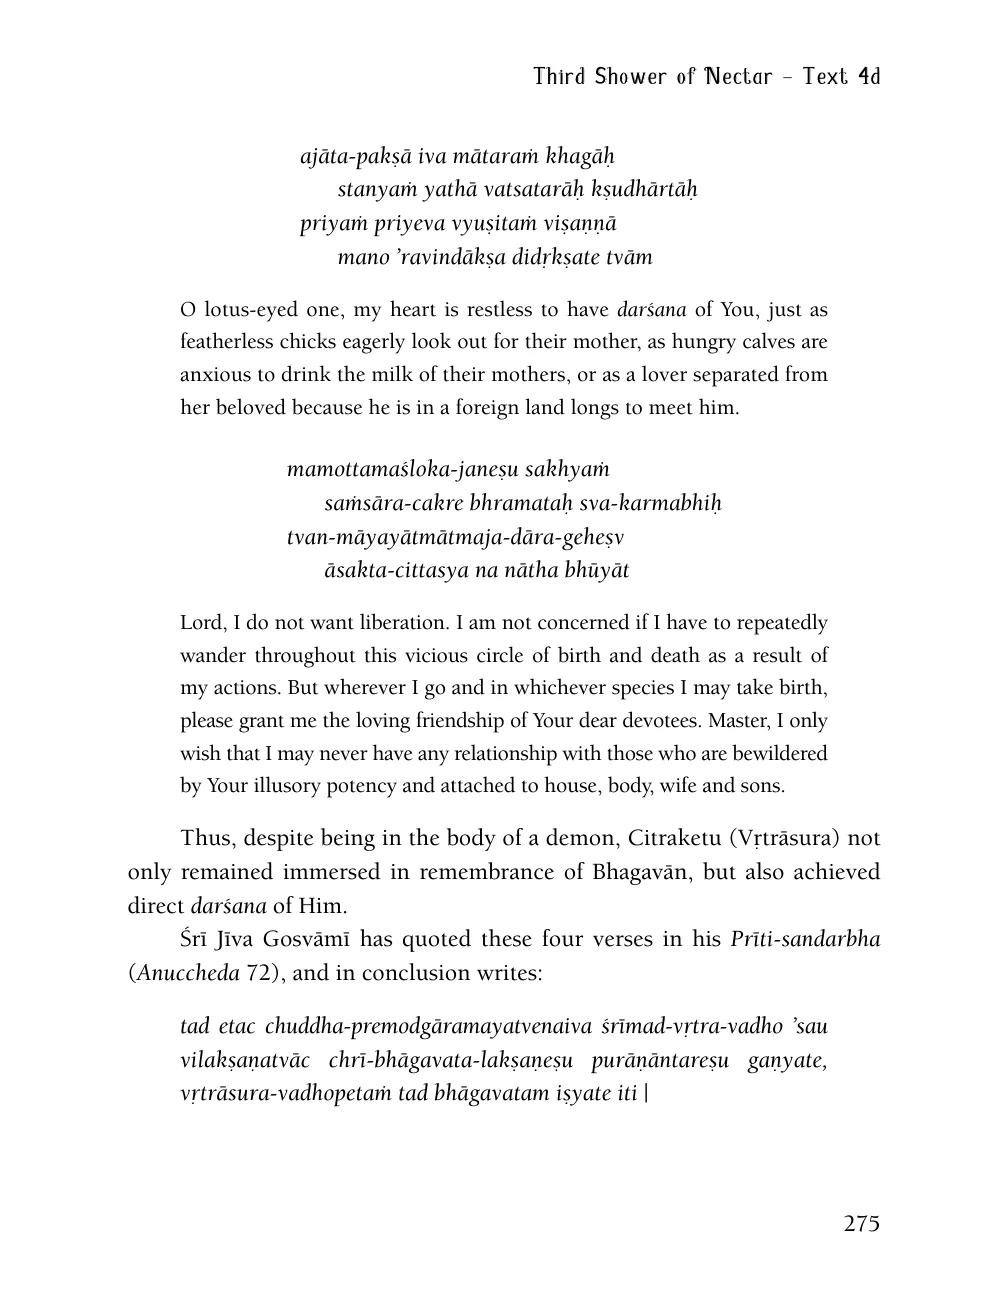 Third Shower of Nectar – Text 4d
ajāta-pakṣā iva mātaraṁ khagāḥ
stanyaṁ yathā vatsatarāḥ kṣudhārtāḥ
priyaṁ priyeva vyuṣitaṁ viṣaṇṇā
mano ’ravindākṣa didṛkṣate tvām
O lotus-eyed one, my heart is restless to have darśana of You, just as
featherless chicks eagerly look out for their mother, as hungry calves are
anxious to drink the milk of their mothers, or as a lover separated from
her beloved because he is in a foreign land longs to meet him.
mamottamaśloka-janeṣu sakhyaṁ
saṁsāra-cakre bhramataḥ sva-karmabhiḥ
tvan-māyayātmātmaja-dāra-geheṣv
āsakta-cittasya na nātha bhūyāt
Lord, I do not want liberation. I am not concerned if I have to repeatedly
wander throughout this vicious circle of birth and death as a result of
my actions. But wherever I go and in whichever species I may take birth,
please grant me the loving friendship of Your dear devotees. Master, I only
wish that I may never have any relationship with those who are bewildered
by Your illusory potency and attached to house, body, wife and sons.
Thus, despite being in the body of a demon, Citraketu (Vṛtrāsura) not
only remained immersed in remembrance of Bhagavān, but also achieved
direct darśana of Him.
Śrī Jīva Gosvāmī has quoted these four verses in his Prīti-sandarbha
(Anuccheda 72), and in conclusion writes:
tad etac chuddha-premodgāramayatvenaiva śrīmad-vṛtra-vadho ’sau
vilakṣaṇatvāc chrī-bhāgavata-lakṣaṇeṣu purāṇāntareṣu gaṇyate,
vṛtrāsura-vadhopetaṁ tad bhāgavatam iṣyate iti |
275